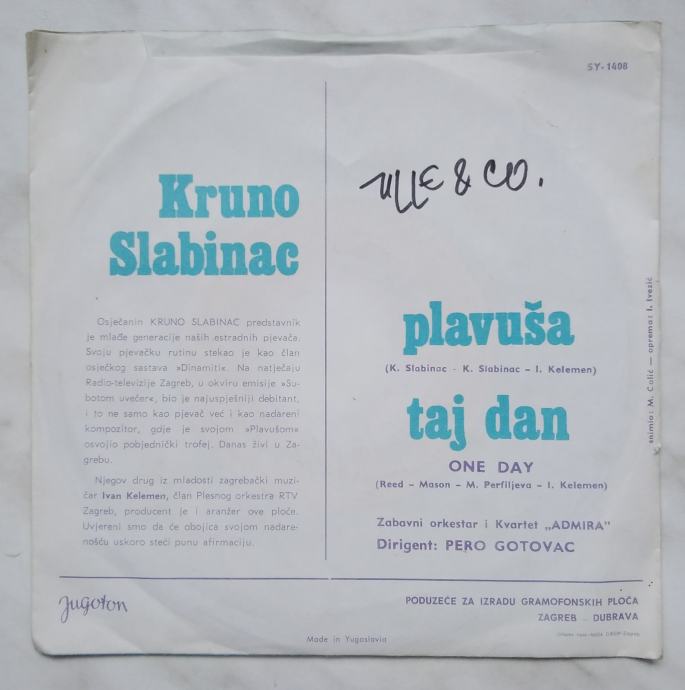 SY-1408
Kruno
Slabinac
Osječanin KRUNO SLABINAC predstavnik
je mlađe generacije naših estradnih pjevača.
Svoju pjevačku rutinu stekao je kao član
osječkog sastava »Dinamiti«. Na natječaju
Radio-televizije Zagreb, u okviru emisije »Su-
botom uvečer«, bio je najuspješniji debitant,
i to ne samo kao pjevač već i kao nadareni
kompozitor, gdje je svojom »Plavušom«
osvojio pobjednički trofej. Danas živi u Za-
grebu.
Njegov drug iz mladosti zagrebački muzi-
čar Ivan Kelemen, član Plesnog orkestra RTV
Zagreb, producent je i aranžer ove ploče.
Uvjereni smo da će obojica svojom nadare-
nošću uskoro steći punu afirmaciju.
& CO.
plavuša
(K. Slabinac - K. Slabinac - I. Kelemen)
taj dan
ONE DAY
(Reed - Mason - M. Perfiljeva - I. Kelemen)
Zabavni orkestar i Kvartet „ADMIRA"
Dirigent: PERO GOTOVAC
snimio: M. Čolić — oprema: I. Ivezić
jugoton
PODUZEĆE ZA IZRADU GRAMOFONSKIH PLOČA
ZAGREB - DUBRAVA
Made in Yugoslavia